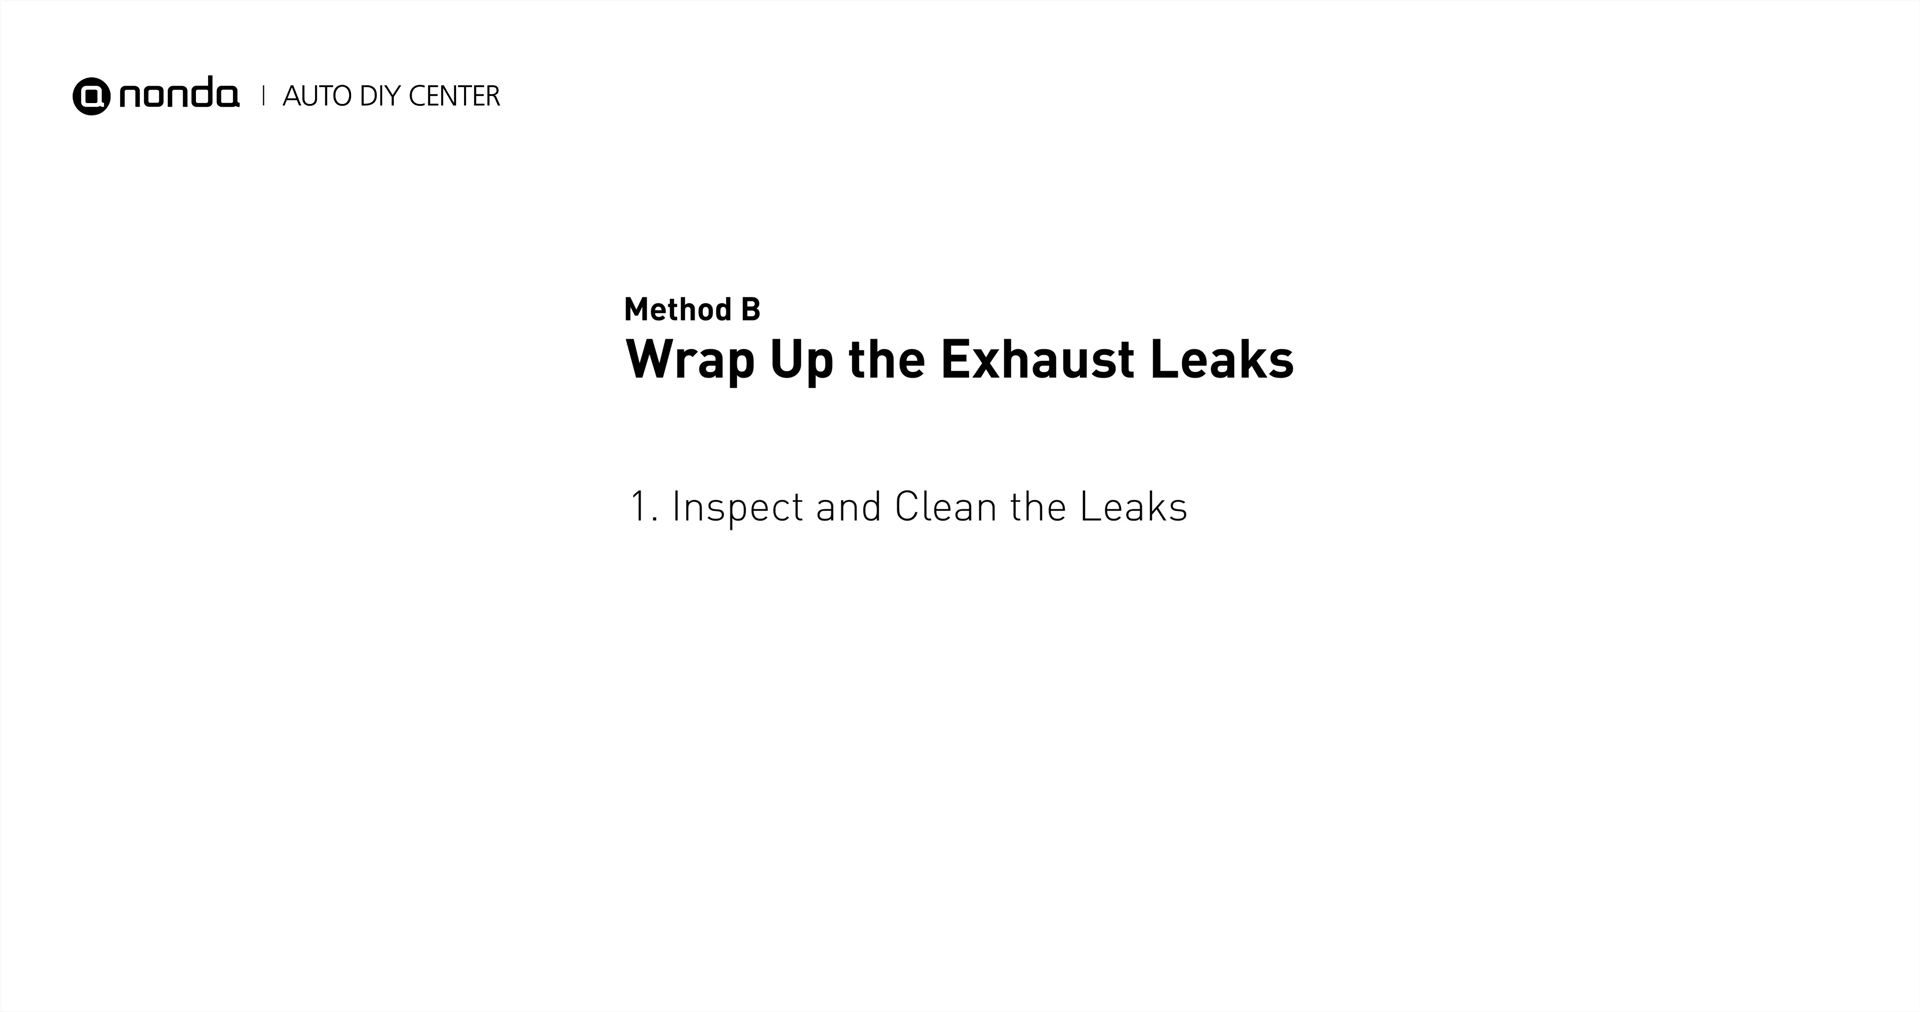 nonda | AUTO DIY CENTER
Method B
Wrap Up the Exhaust Leaks
1. Inspect and Clean the Leaks